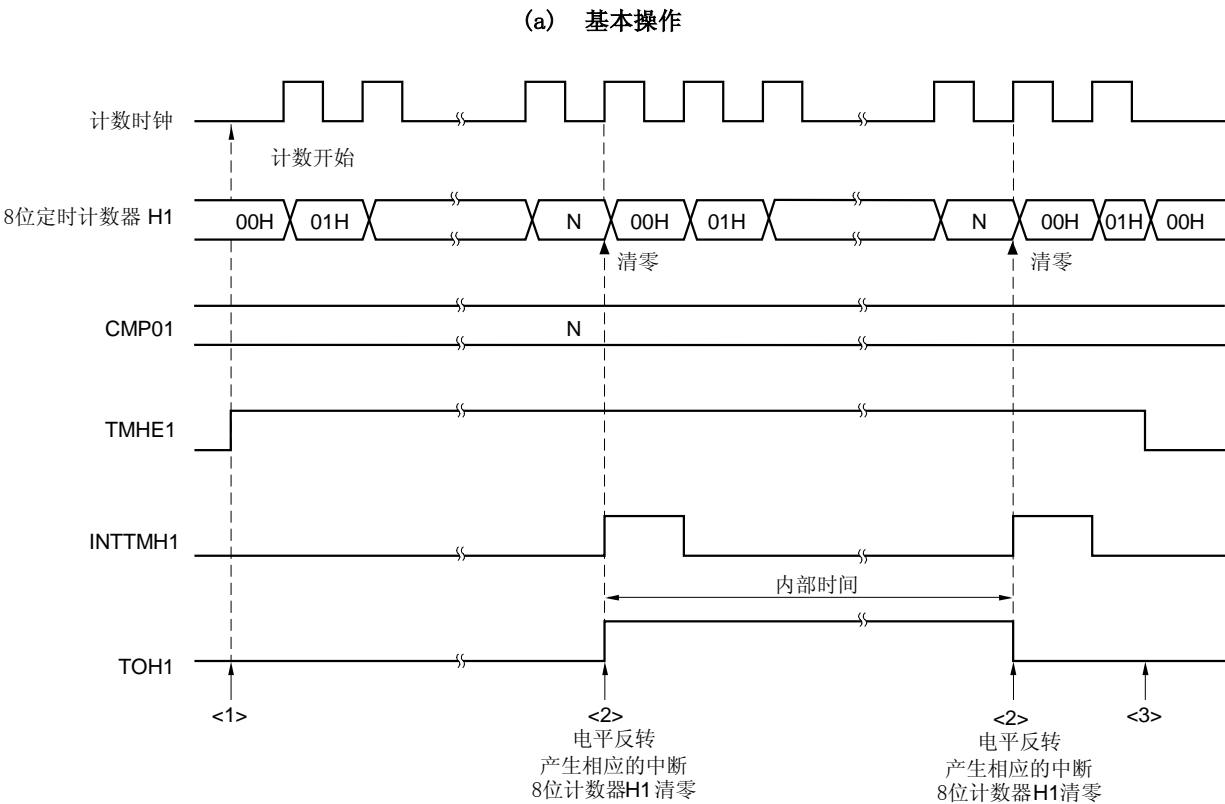 (a) 基本操作
计数时钟
计数开始
8位定时计数器 H1
00H 01H N 00H 01H N 00H 01H 00H
清零 清零
CMP01
N
TMHE1
INTTMH1
内部时间
TOH1
<1> <2> <2> <3>
电平反转 电平反转
产生相应的中断 产生相应的中断
8位计数器H1 清零 8位计数器H1清零